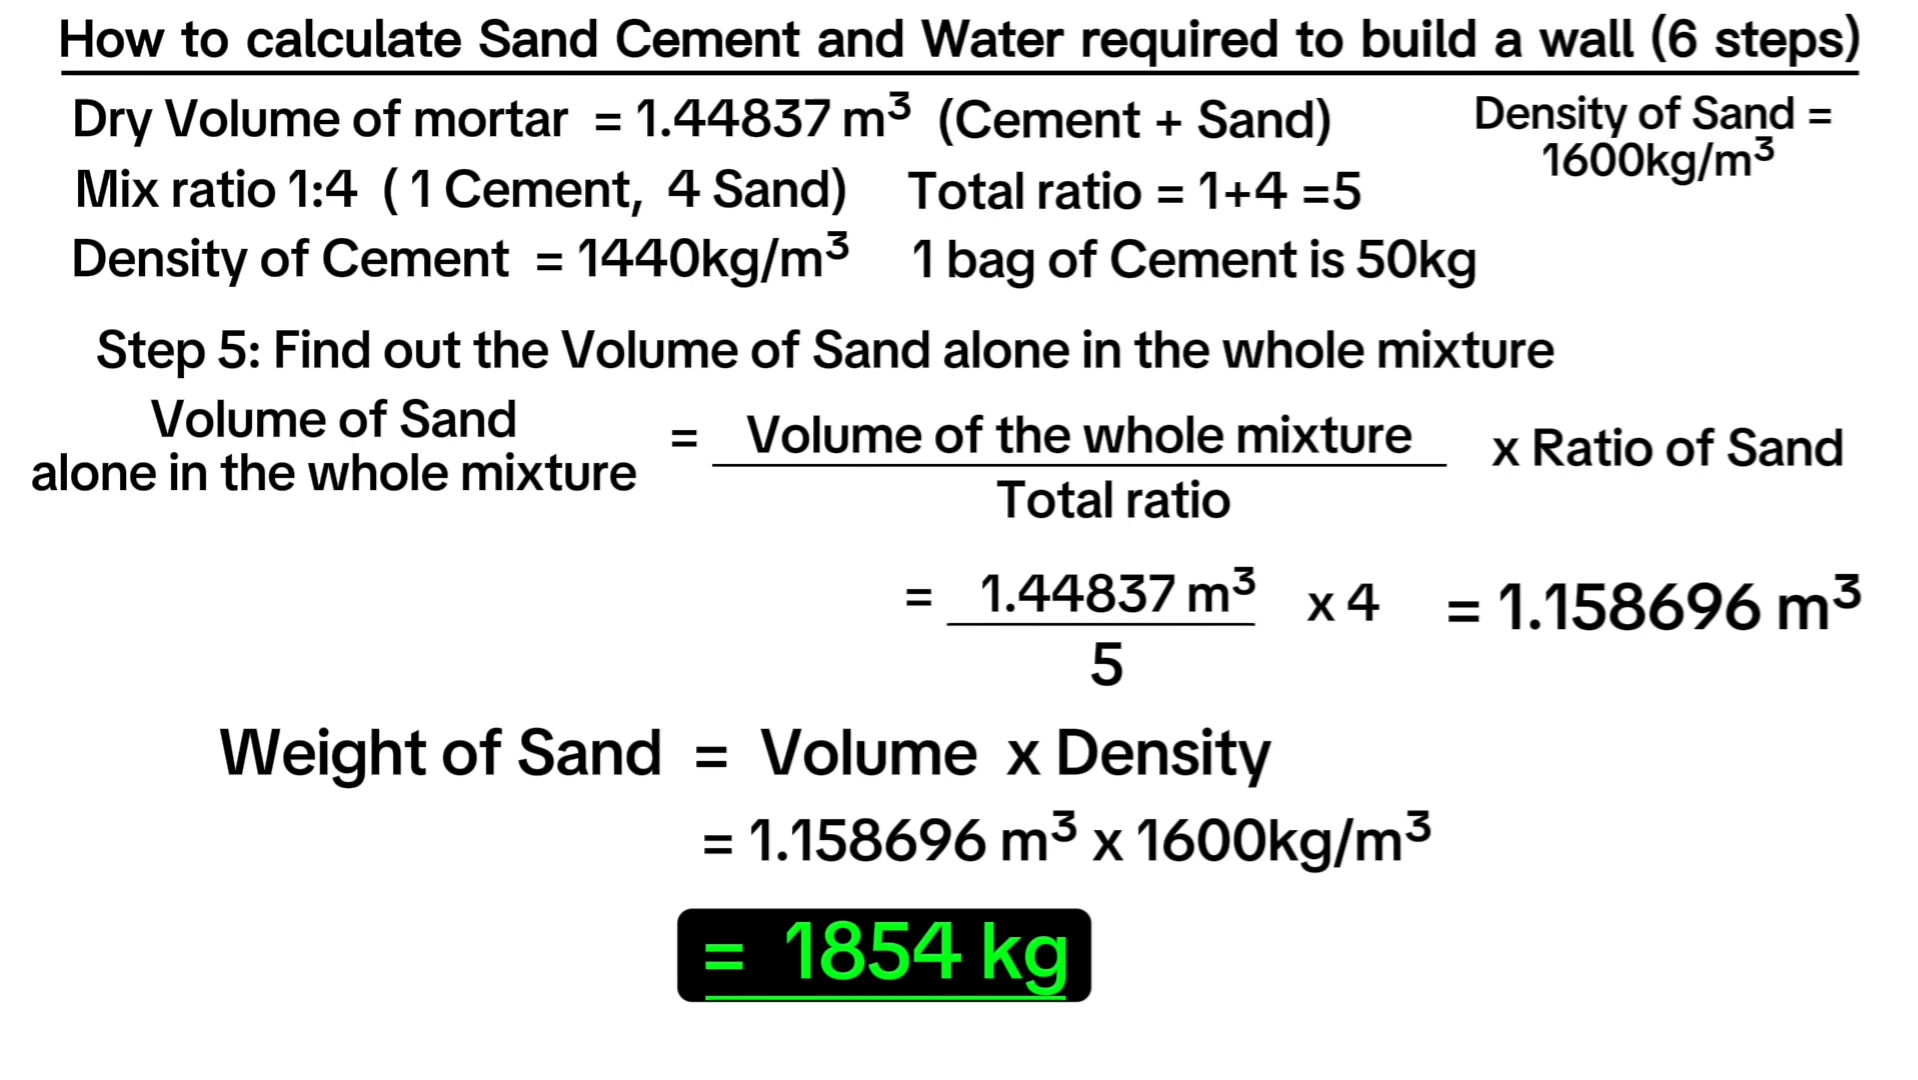 How to calculate Sand Cement and Water required to build a wall (6 steps)
Dry Volume of mortar = 1.44837 m³ (Cement + Sand)
Density of Sand =
1600kg/m³
Mix ratio 1:4 ( 1 Cement, 4 Sand) Total ratio = 1+4 =5
Density of Cement = 1440kg/m³ 1 bag of Cement is 50kg
Step 5: Find out the Volume of Sand alone in the whole mixture
Volume of Sand
alone in the whole mixture
= Volume of the whole mixture x Ratio of Sand
Total ratio
= 1.44837 m³ x 4 = 1.158696 m³
5
Weight of Sand = Volume x Density
= 1.158696 m³ x 1600kg/m³
= 1854 kg